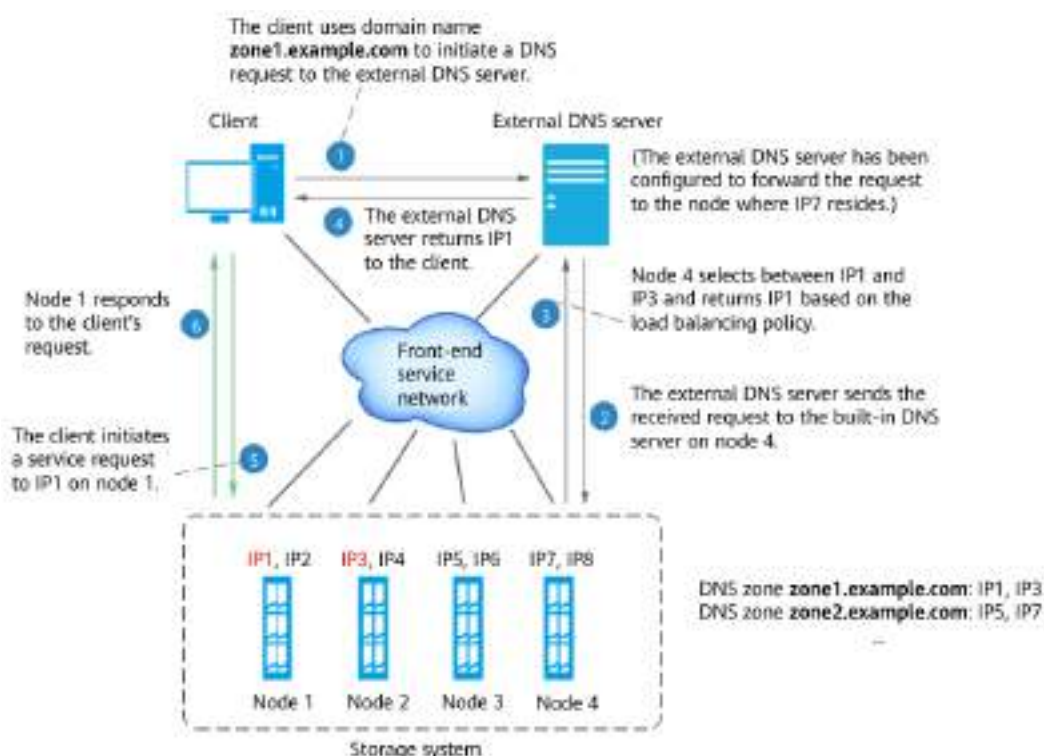 The client uses domain name
zone1.example.com to initiate a DNS
request to the external DNS server.
Client
External DNS server
1
(The external DNS server has been
configured to forward the request
to the node where IP7 resides.)
4
The external DNS
server returns IP1
to the client.
Node 4 selects between IP1 and
IP3 and returns IP1 based on the
load balancing policy.
3
Node 1 responds
to the client's
request.
6
Front-end
service
network
The external DNS server sends the
received request to the built-in DNS
server on node 4.
2
The client initiates
a service request
to IP1 on node 1.
5
IP1, IP2
IP3, IP4
IP5, IP6
IP7, IP8
Node 1
Node 2
Node 3
Node 4
DNS zone zone1.example.com: IP1, IP3
DNS zone zone2.example.com: IP5, IP7
...
Storage system